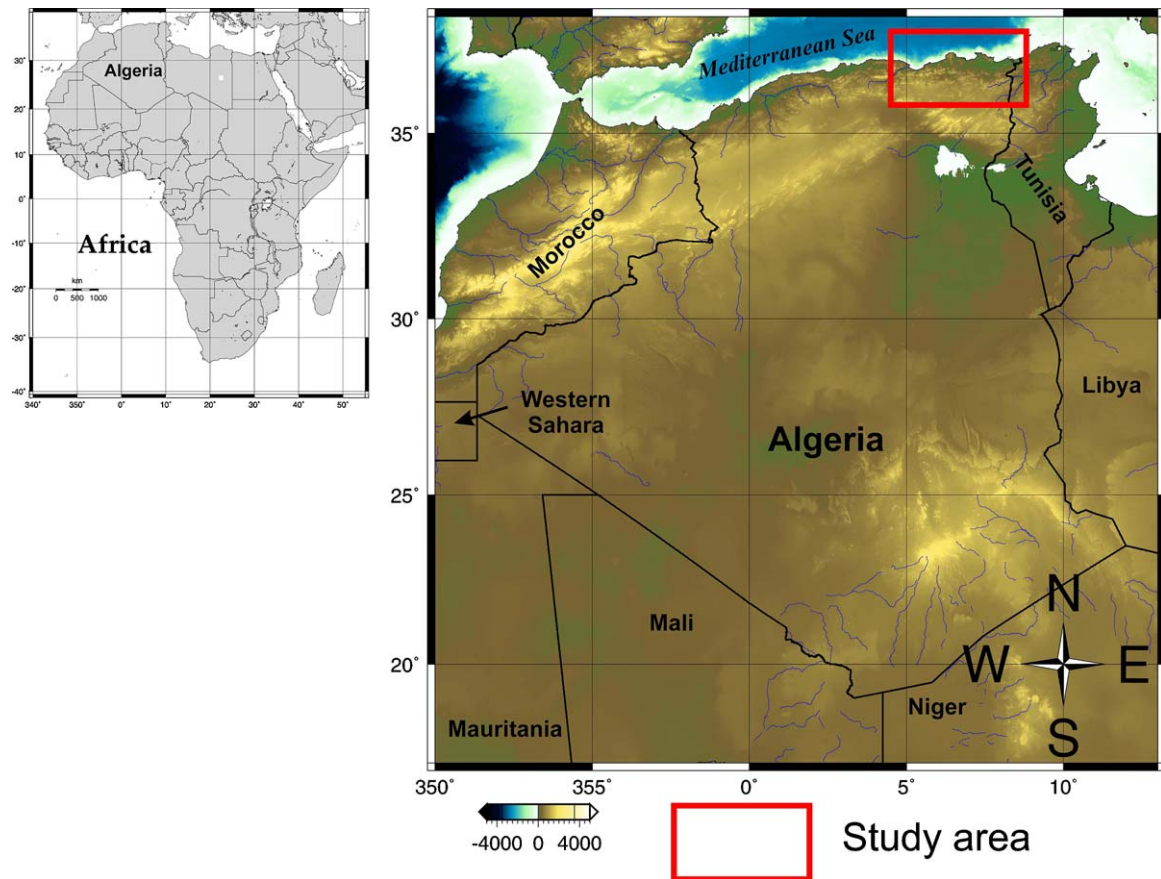 30˚
20˚
10˚
0˚
-10˚
-20˚
-30˚
-40˚
340˚ 350˚ 0˚ 10˚ 20˚ 30˚ 40˚ 50˚
Algeria
Africa
km
0 500 1000
Mediterranean Sea
35˚
30˚
25˚
20˚
Morocco
Tunisia
Western
Sahara
Algeria
Libya
Mali
Mauritania
Niger
N
W E
S
350˚ 355˚ 0˚ 5˚ 10˚
-4000 0 4000
Study area